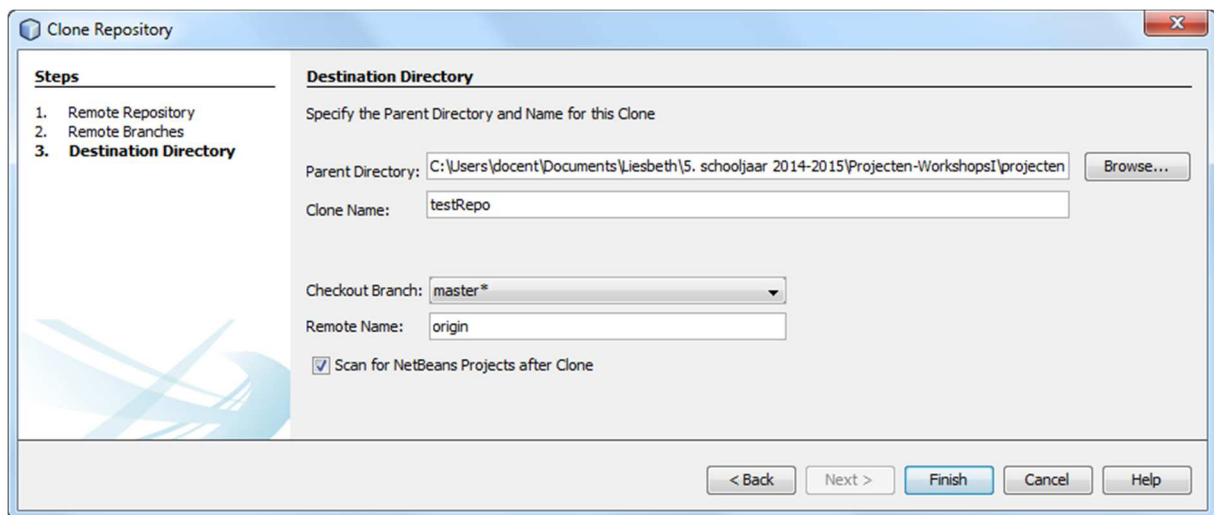 Clone Repository
Steps
1. Remote Repository
2. Remote Branches
3. Destination Directory
Destination Directory
Specify the Parent Directory and Name for this Clone
Parent Directory: C:\Users\docent\Documents\Liesbeth\5. schooljaar 2014-2015\Projecten-WorkshopsI\projecten Browse...
Clone Name: testRepo
Checkout Branch: master*
Remote Name: origin
Scan for NetBeans Projects after Clone
< Back Next > Finish Cancel Help